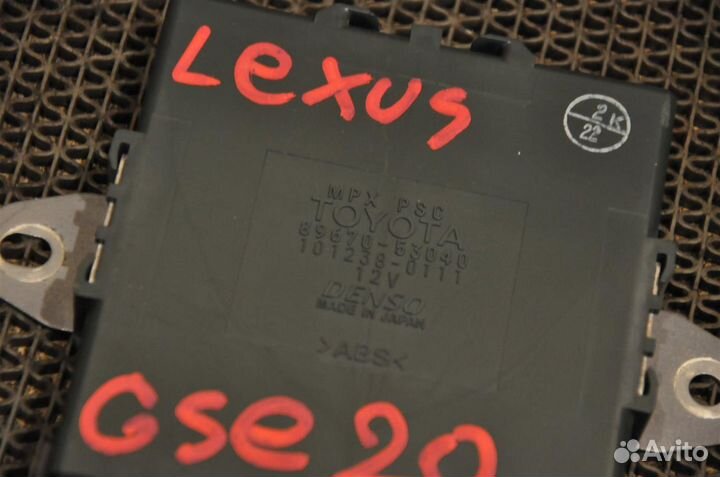 Lexus
2K
22
MPX PSC
TOYOTA
89670-53040
101238-0111
12V
DENSO
MADE IN JAPAN
>ABS<
GSE20
Avito